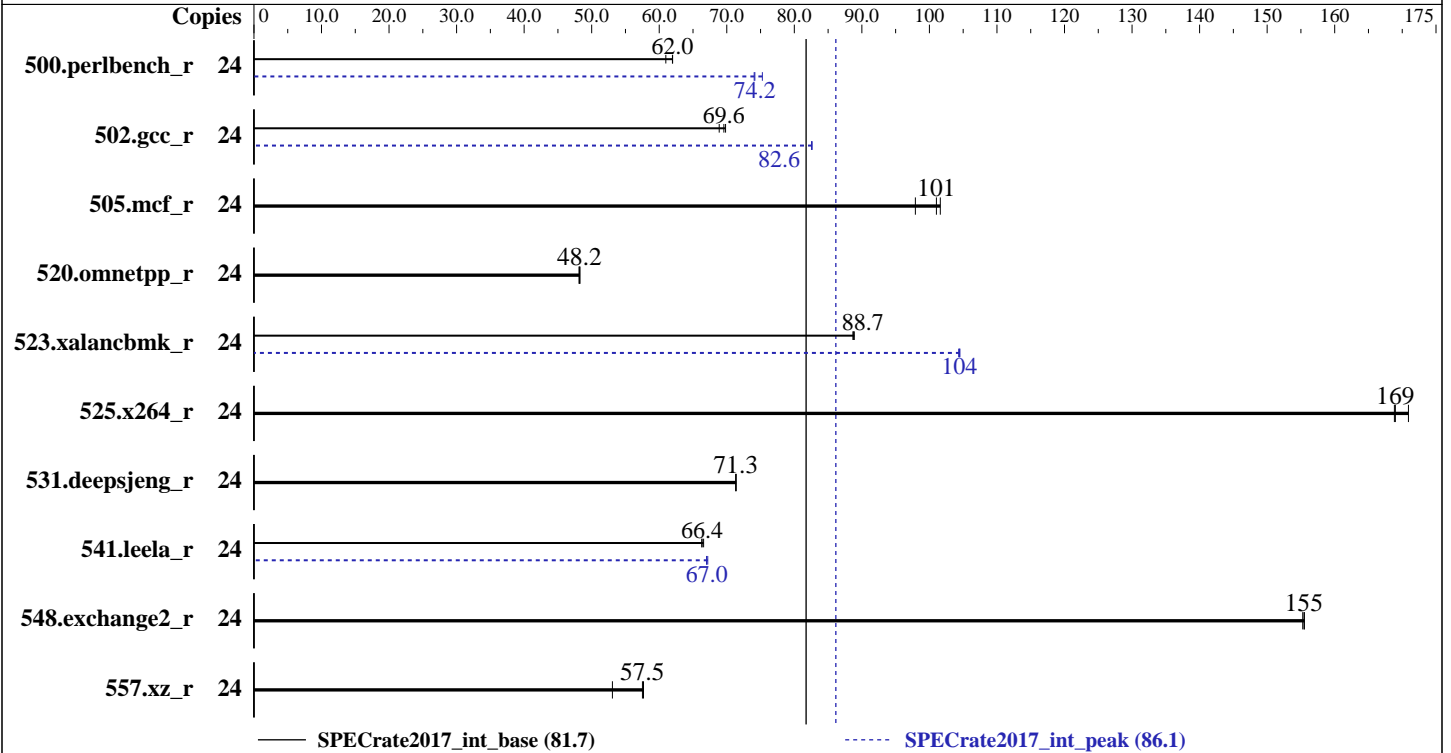 Copies 0 10.0 20.0 30.0 40.0 50.0 60.0 70.0 80.0 90.0 100 110 120 130 140 150 160 175
500.perlbench_r 24 62.0
74.2
502.gcc_r 24 69.6
82.6
505.mcf_r 24 101
520.omnetpp_r 24 48.2
523.xalancbmk_r 24 88.7
104
525.x264_r 24 169
531.deepsjeng_r 24 71.3
541.leela_r 24 66.4
67.0
548.exchange2_r 24 155
557.xz_r 24 57.5
SPECrate2017_int_base (81.7) SPECrate2017_int_peak (86.1)